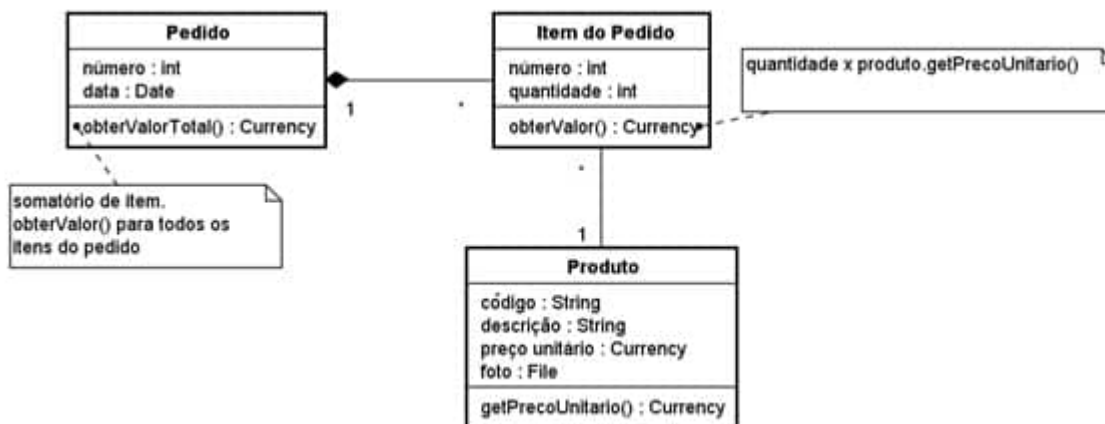 Pedido
número : int
data : Date
obterValorTotal() : Currency
1
*
Item do Pedido
número : int
quantidade : int
obterValor() : Currency
quantidade x produto.getPrecoUnitario()
somatório de item.
obterValor() para todos os
itens do pedido
*
1
Produto
código : String
descrição : String
preço unitário : Currency
foto : File
getPrecoUnitario() : Currency